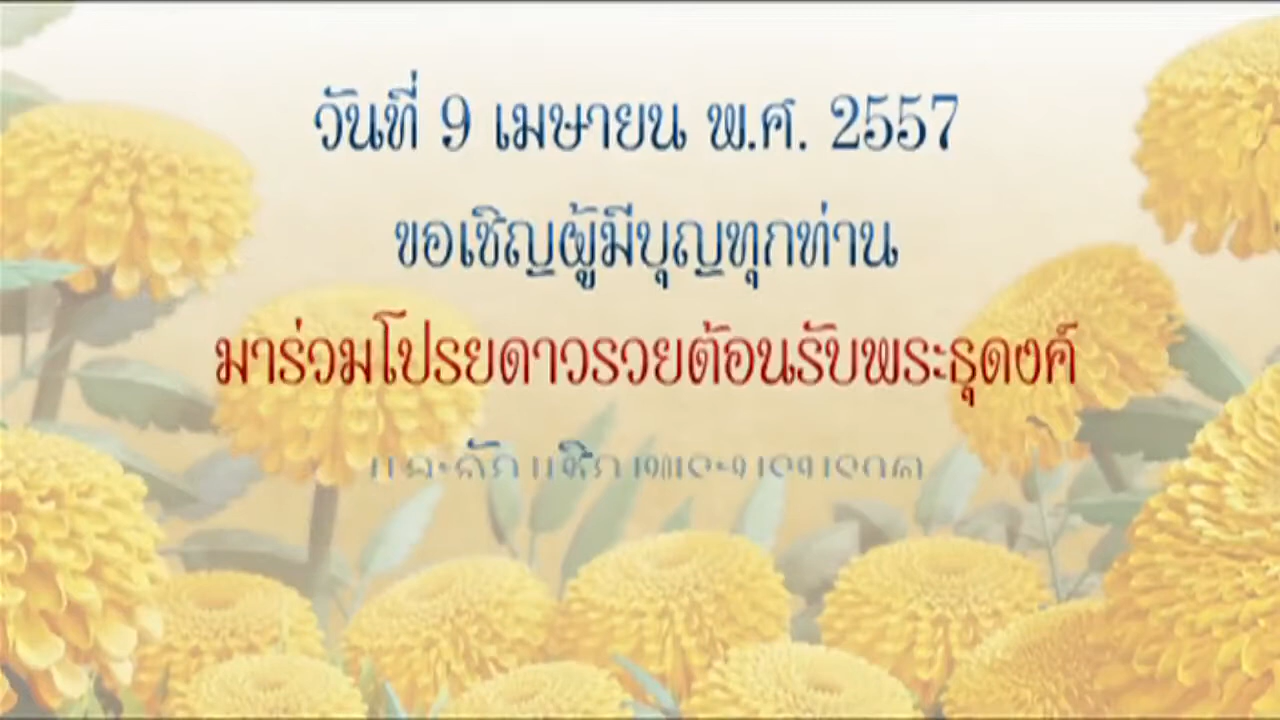 วันที่ 9 เมษายน พ.ศ. 2557
ขอเชิญผู้มีบุญทุกท่าน
มาร่วมโปรยดาวรวยต้อนรับพระธุดงค์